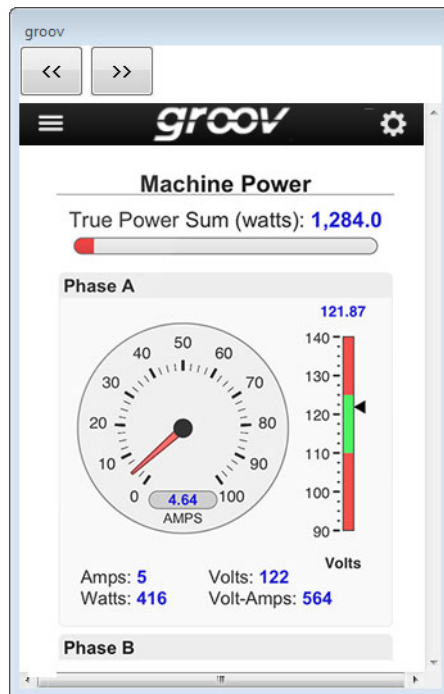 groov
<< >>
groov
Machine Power
True Power Sum (watts): 1,284.0
Phase A
121.87
0 10 20 30 40 50 60 70 80 90 100
4.64
AMPS
140
130
120
110
100
90
Volts
Amps: 5 Volts: 122
Watts: 416 Volt-Amps: 564
Phase B